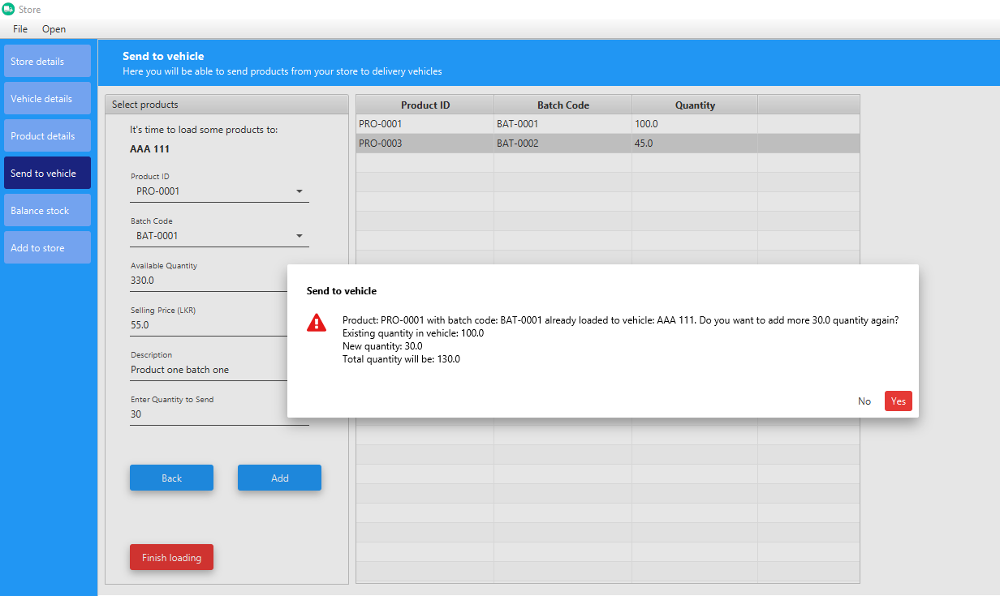 Store
File Open
Store details
Vehicle details
Product details
Send to vehicle
Balance stock
Add to store
Send to vehicle
Here you will be able to send products from your store to delivery vehicles
Select products
It's time to load some products to:
AAA 111
Product ID
PRO-0001
Batch Code
BAT-0001
Available Quantity
330.0
Selling Price (LKR)
55.0
Description
Product one batch one
Enter Quantity to Send
30
Back Add
Finish loading
Product ID Batch Code Quantity
PRO-0001 BAT-0001 100.0
PRO-0003 BAT-0002 45.0
Send to vehicle
Product: PRO-0001 with batch code: BAT-0001 already loaded to vehicle: AAA 111. Do you want to add more 30.0 quantity again?
Existing quantity in vehicle: 100.0
New quantity: 30.0
Total quantity will be: 130.0
No Yes